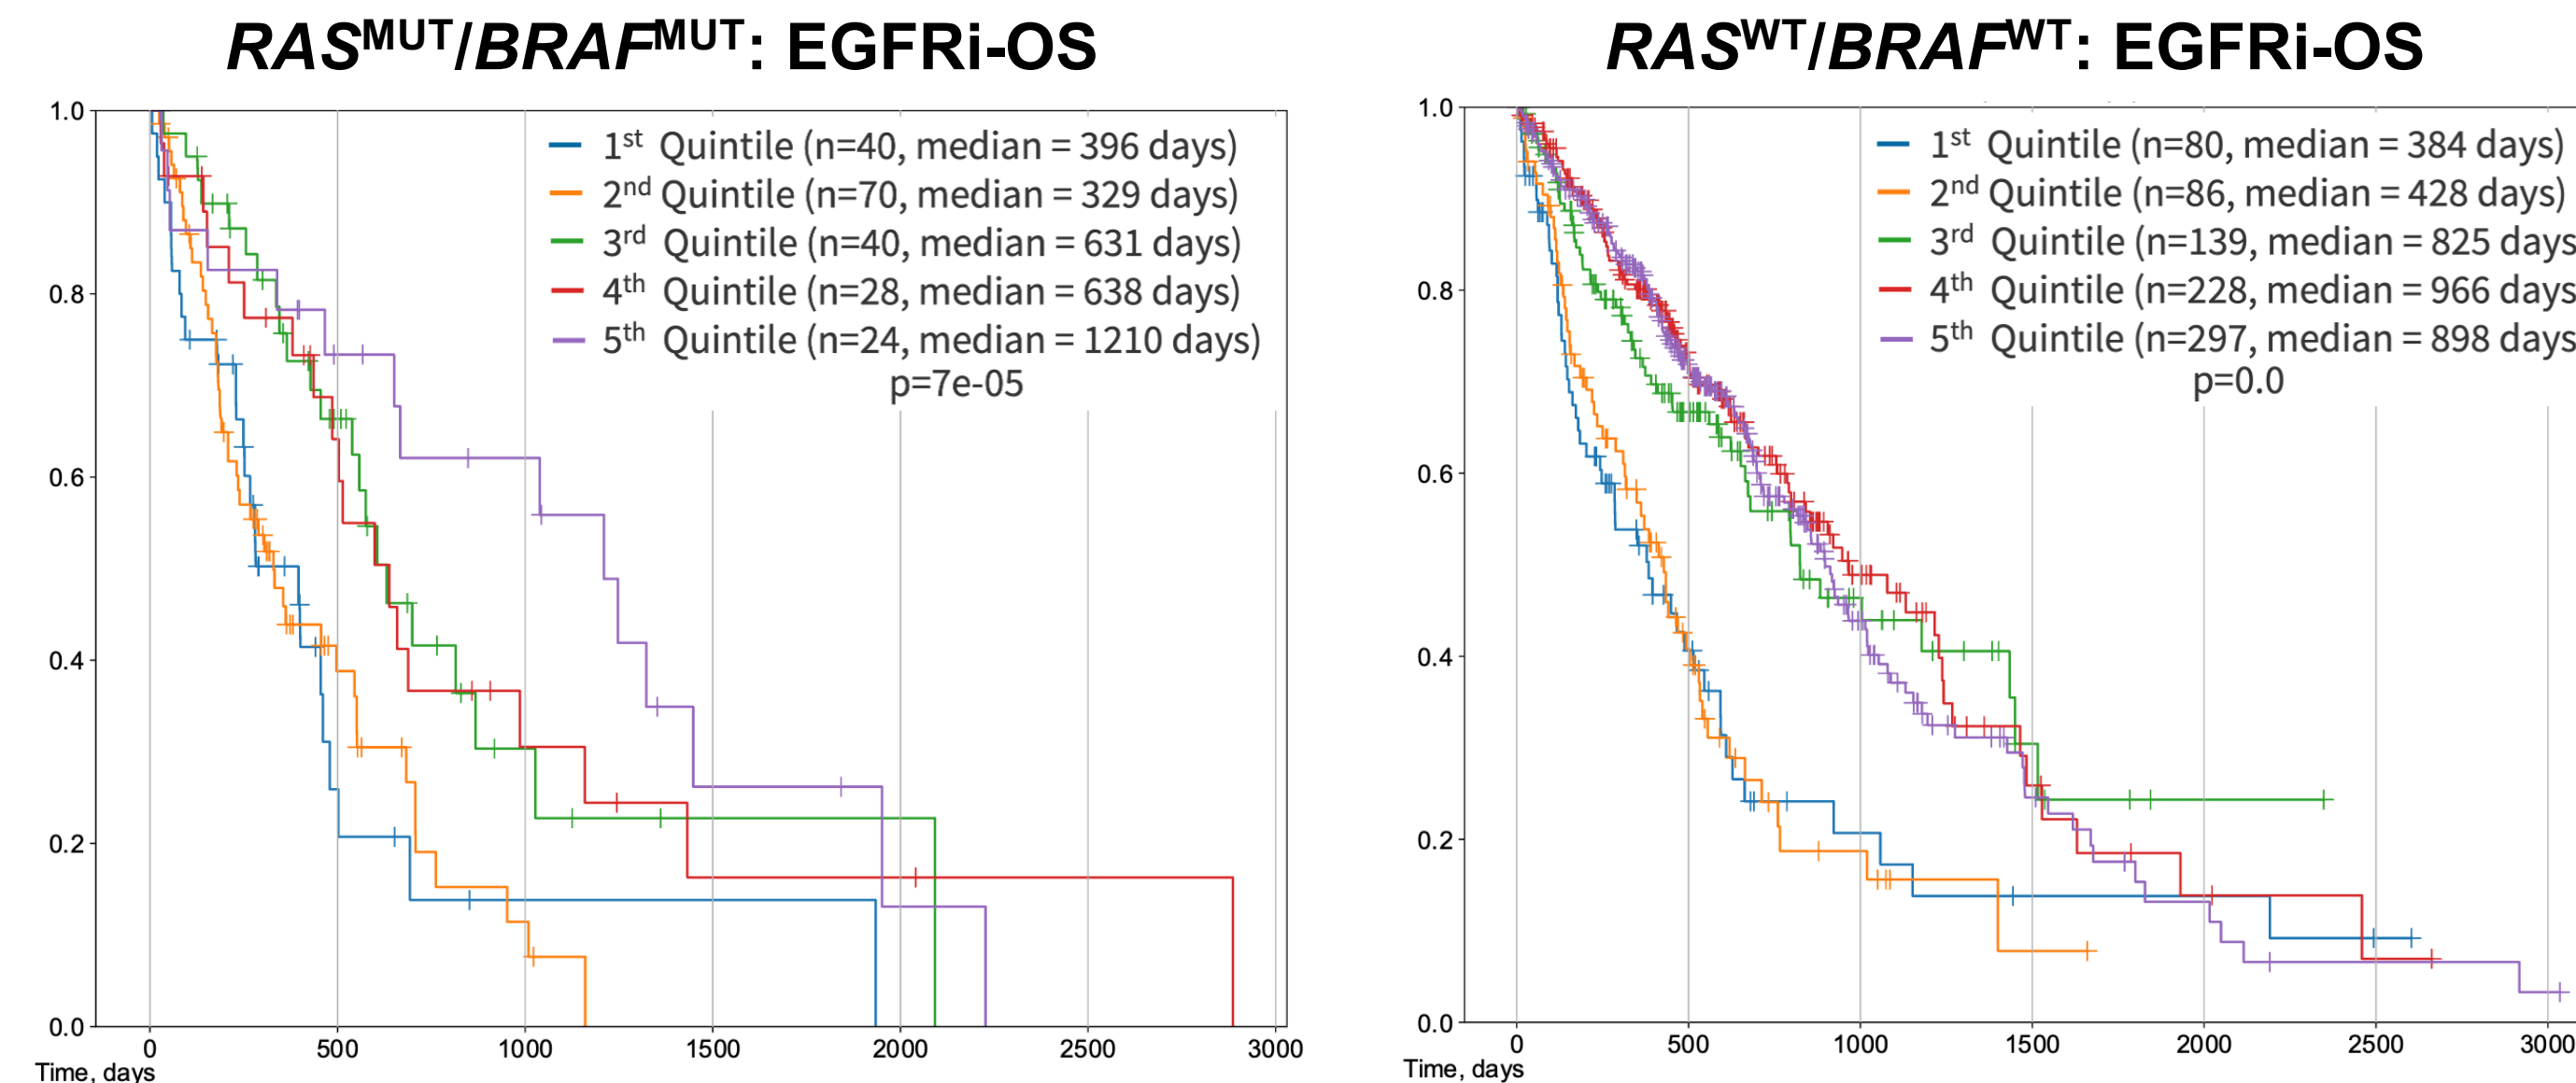 RASMUT/BRAFMUT: EGFRi-OS
1.0
0.8
0.6
0.4
0.2
0.0
1st Quintile (n=40, median = 396 days)
2nd Quintile (n=70, median = 329 days)
3rd Quintile (n=40, median = 631 days)
4th Quintile (n=28, median = 638 days)
5th Quintile (n=24, median = 1210 days)
p=7e-05
0 500 1000 1500 2000 2500 3000
Time, days
RASWT/BRAFWT: EGFRi-OS
1.0
0.8
0.6
0.4
0.2
0.0
1st Quintile (n=80, median = 384 days)
2nd Quintile (n=86, median = 428 days)
3rd Quintile (n=139, median = 825 days
4th Quintile (n=228, median = 966 days
5th Quintile (n=297, median = 898 days
p=0.0
0 500 1000 1500 2000 2500 3000
Time, days